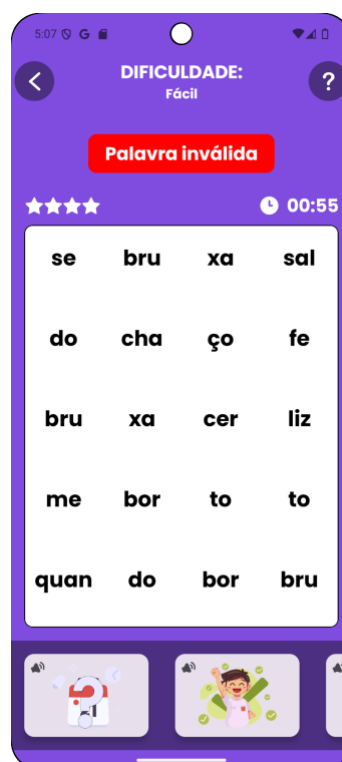 5:07 G
DIFICULDADE:
Fácil
?
Palavra inválida
00:55
se bru xa sal
do cha ço fe
bru xa cer liz
me bor to to
quan do bor bru
?